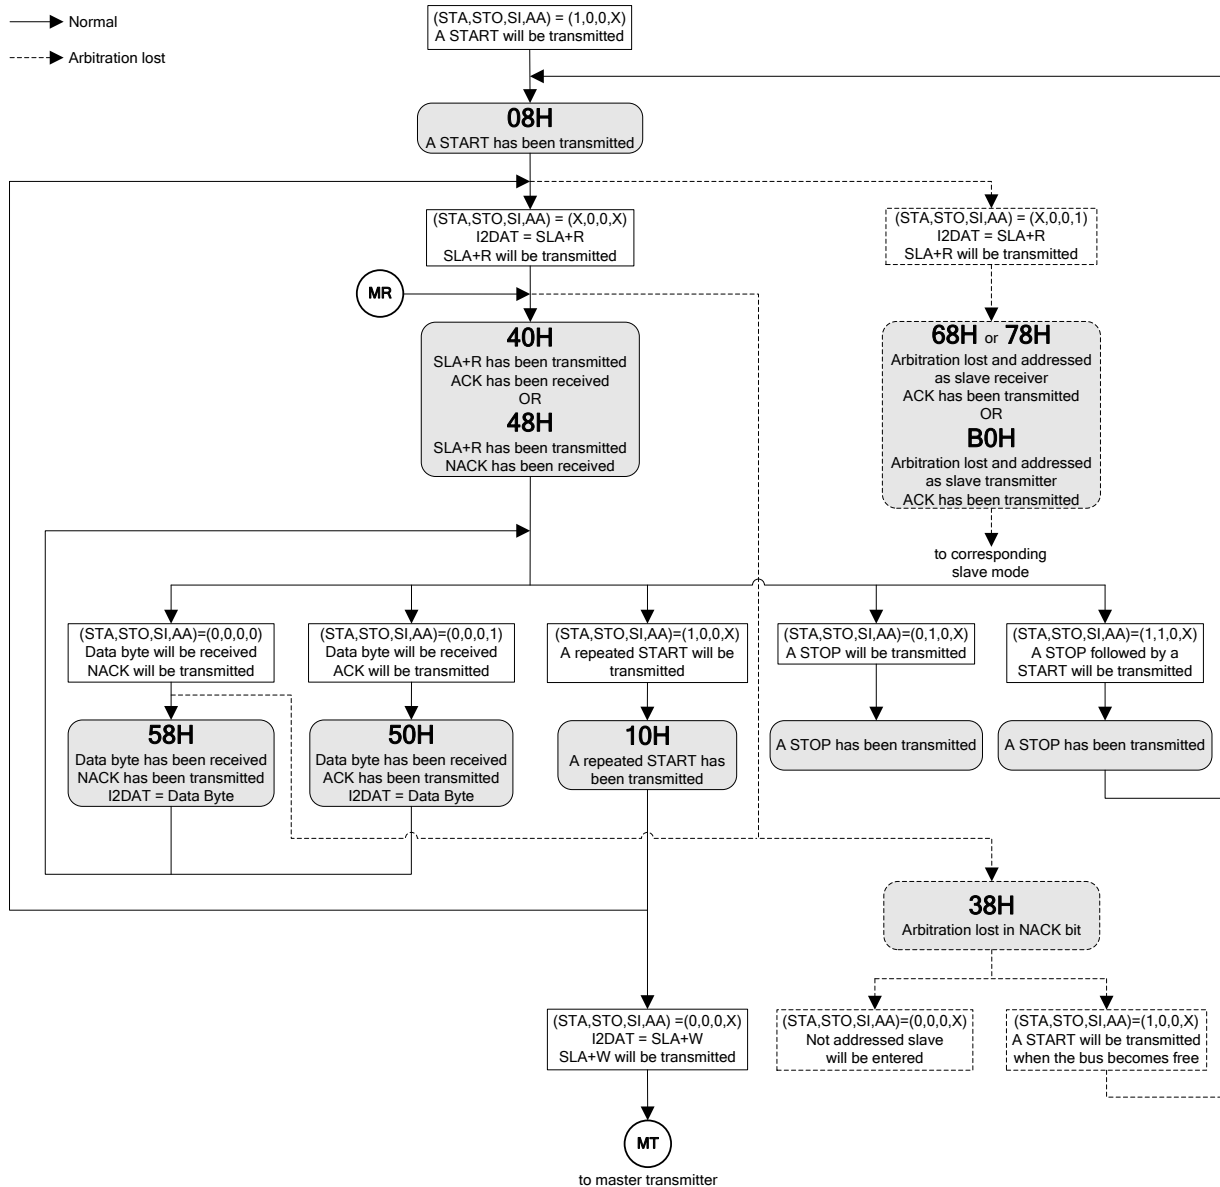 Normal
Arbitration lost
(STA,STO,SI,AA) = (1,0,0,X)
A START will be transmitted
08H
A START has been transmitted
(STA,STO,SI,AA) = (X,0,0,X)
I2DAT = SLA+R
SLA+R will be transmitted
(STA,STO,SI,AA) = (X,0,0,1)
I2DAT = SLA+R
SLA+R will be transmitted
MR
40H
SLA+R has been transmitted
ACK has been received
OR
48H
SLA+R has been transmitted
NACK has been received
68H or 78H
Arbitration lost and addressed
as slave receiver
ACK has been transmitted
OR
B0H
Arbitration lost and addressed
as slave transmitter
ACK has been transmitted
to corresponding
slave mode
(STA,STO,SI,AA)=(0,0,0,0)
Data byte will be received
NACK will be transmitted
(STA,STO,SI,AA)=(0,0,0,1)
Data byte will be received
ACK will be transmitted
(STA,STO,SI,AA)=(1,0,0,X)
A repeated START will be
transmitted
(STA,STO,SI,AA)=(0,1,0,X)
A STOP will be transmitted
(STA,STO,SI,AA)=(1,1,0,X)
A STOP followed by a
START will be transmitted
58H
Data byte has been received
NACK has been transmitted
I2DAT = Data Byte
50H
Data byte has been received
ACK has been transmitted
I2DAT = Data Byte
10H
A repeated START has
been transmitted
A STOP has been transmitted
A STOP has been transmitted
38H
Arbitration lost in NACK bit
(STA,STO,SI,AA) =(0,0,0,X)
I2DAT = SLA+W
SLA+W will be transmitted
(STA,STO,SI,AA)=(0,0,0,X)
Not addressed slave
will be entered
(STA,STO,SI,AA)=(1,0,0,X)
A START will be transmitted
when the bus becomes free
MT
to master transmitter